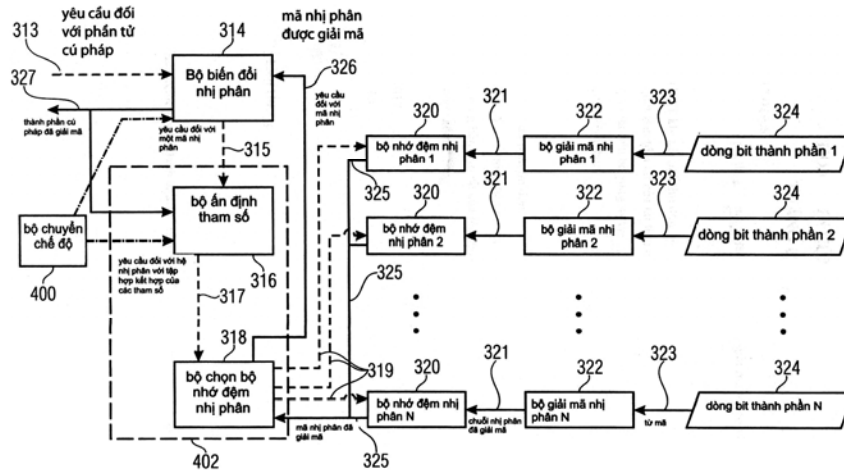 yêu cầu đối
với phần tử
cú pháp
mã nhị phân
được giải mã
313
314
326
327
Bộ biến đổi
nhị phân
thành phần cú
pháp đã giải mã
yêu cầu đối với
một mã nhị
phân
yêu cầu đối với mã
nhị phân
315
320
321
322
323
324
bộ nhớ đệm nhị
phân 1
bộ giải mã nhị
phân 1
dòng bit thành phần 1
325
bộ ấn định
tham số
bộ chuyển
chế độ
400
320
321
322
323
324
bộ nhớ đệm nhị
phân 2
bộ giải mã nhị
phân 2
dòng bit thành phần 2
yêu cầu đối với hệ
nhị phân với tập
hợp kết hợp của
các tham số
316
317
325
318
bộ chọn bộ
nhớ đệm
nhị phân
319
320
321
322
323
324
bộ nhớ đệm nhị
phân N
bộ giải mã nhị
phân N
dòng bit thành phần N
mã nhị phân đã
giải mã
chuỗi nhị phân
đã giải mã
từ mã
325
402